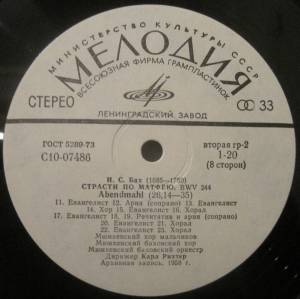 МИНИСТЕРСТВО КУЛЬТУРЫ СССР
МЕЛОДИЯ
ВСЕСОЮЗНАЯ ФИРМА ГРАМПЛАСТИНОК
СТЕРЕО
33
ЛЕНИНГРАДСКИЙ ЗАВОД
ГОСТ 5289-73
С10-07486
вторая гр-2
1-20
(8 сторон)
И. С. Бах (1685—1750)
СТРАСТИ ПО МАТФЕЮ, BWV 244
Abendmahl (26,14—35)
11. Евангелист 12. Ария (сопрано) 13. Евангелист
14. Хор 15. Евангелист 16. Хорал
17. Евангелист 18., 19. Речитатив и ария (сопрано)
20. Евангелист 21. Хорал
22. Евангелист 23. Хорал
Мюнхенский хор мальчиков
Мюнхенский баховский хор
Мюнхенский баховский оркестр
Дирижер Карл Рихтер
Архивная запись, 1958 г.